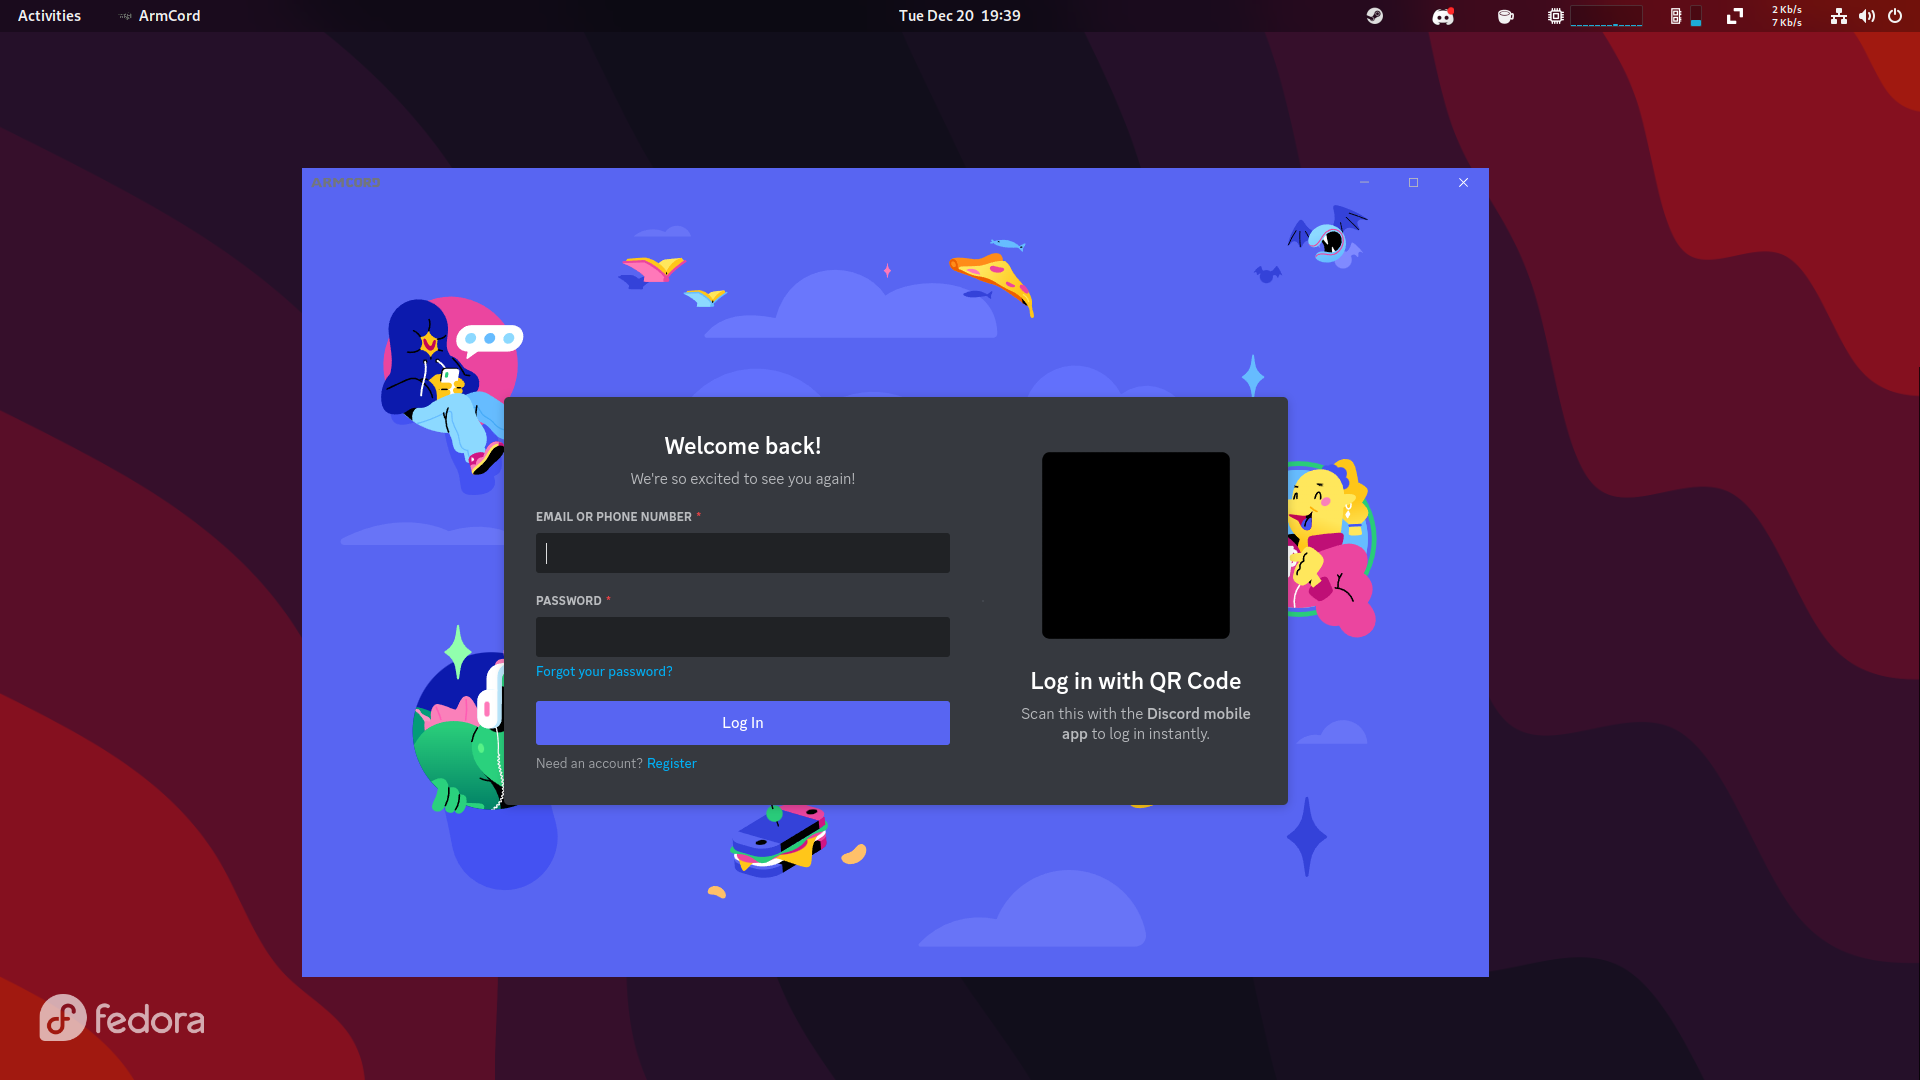 Activities
ArmCord
Tue Dec 20 19:39
2 Kb/s
7 Kb/s
Welcome back!
We're so excited to see you again!
EMAIL OR PHONE NUMBER *
PASSWORD *
Forgot your password?
Log In
Need an account? Register
Log in with QR Code
Scan this with the Discord mobile
app to log in instantly.
fedora